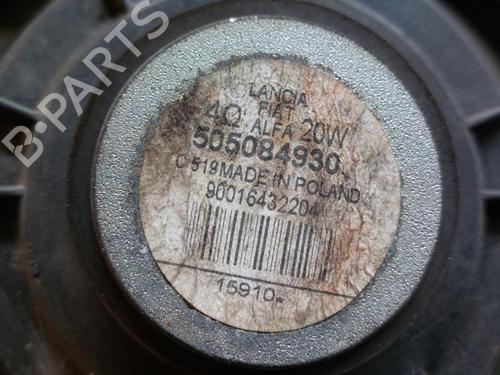 B-PARTS
LANCIA
FIAT
4Ω ALFA 20W
505084930
C 519 MADE IN POLAND
90016432204
15910